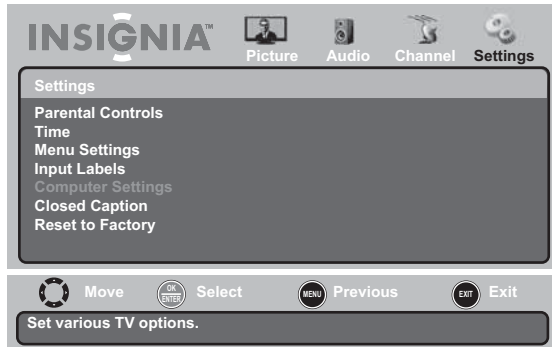 INSIGNIA™
Picture Audio Channel Settings
Settings
Parental Controls
Time
Menu Settings
Input Labels
Computer Settings
Closed Caption
Reset to Factory
Move OK ENTER Select MENU Previous EXIT Exit
Set various TV options.